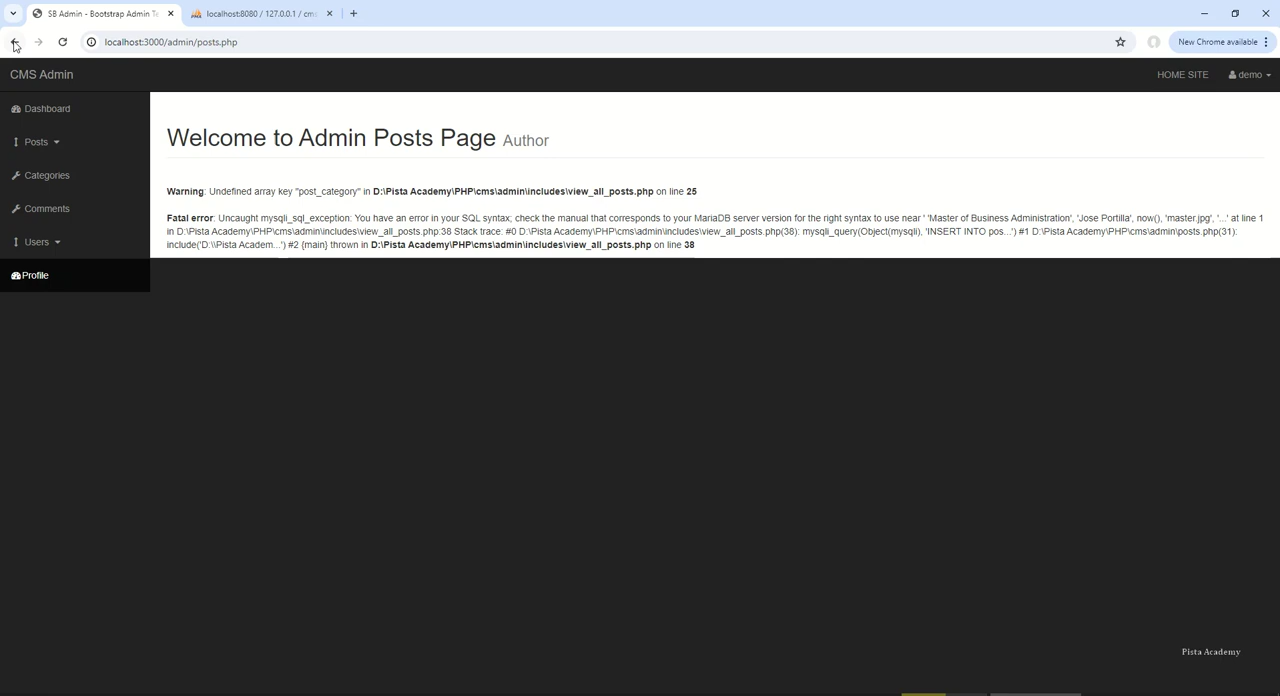 SB Admin - Bootstrap Admin Te
localhost:8080 / 127.0.0.1 / cms
localhost:3000/admin/posts.php
New Chrome available
CMS Admin
HOME SITE
demo
Dashboard
Posts
Categories
Comments
Users
Profile
Welcome to Admin Posts Page Author
Warning: Undefined array key "post_category" in D:\Pista Academy\PHP\cms\admin\includes\view_all_posts.php on line 25
Fatal error: Uncaught mysqli_sql_exception: You have an error in your SQL syntax; check the manual that corresponds to your MariaDB server version for the right syntax to use near ' 'Master of Business Administration', 'Jose Portilla', now(), 'master.jpg', '...' at line 1
in D:\Pista Academy\PHP\cms\admin\includes\view_all_posts.php:38 Stack trace: #0 D:\Pista Academy\PHP\cms\admin\includes\view_all_posts.php(38): mysqli_query(Object(mysqli), 'INSERT INTO pos...') #1 D:\Pista Academy\PHP\cms\admin\posts.php(31):
include('D:\\Pista Academ...') #2 {main} thrown in D:\Pista Academy\PHP\cms\admin\includes\view_all_posts.php on line 38
Pista Academy